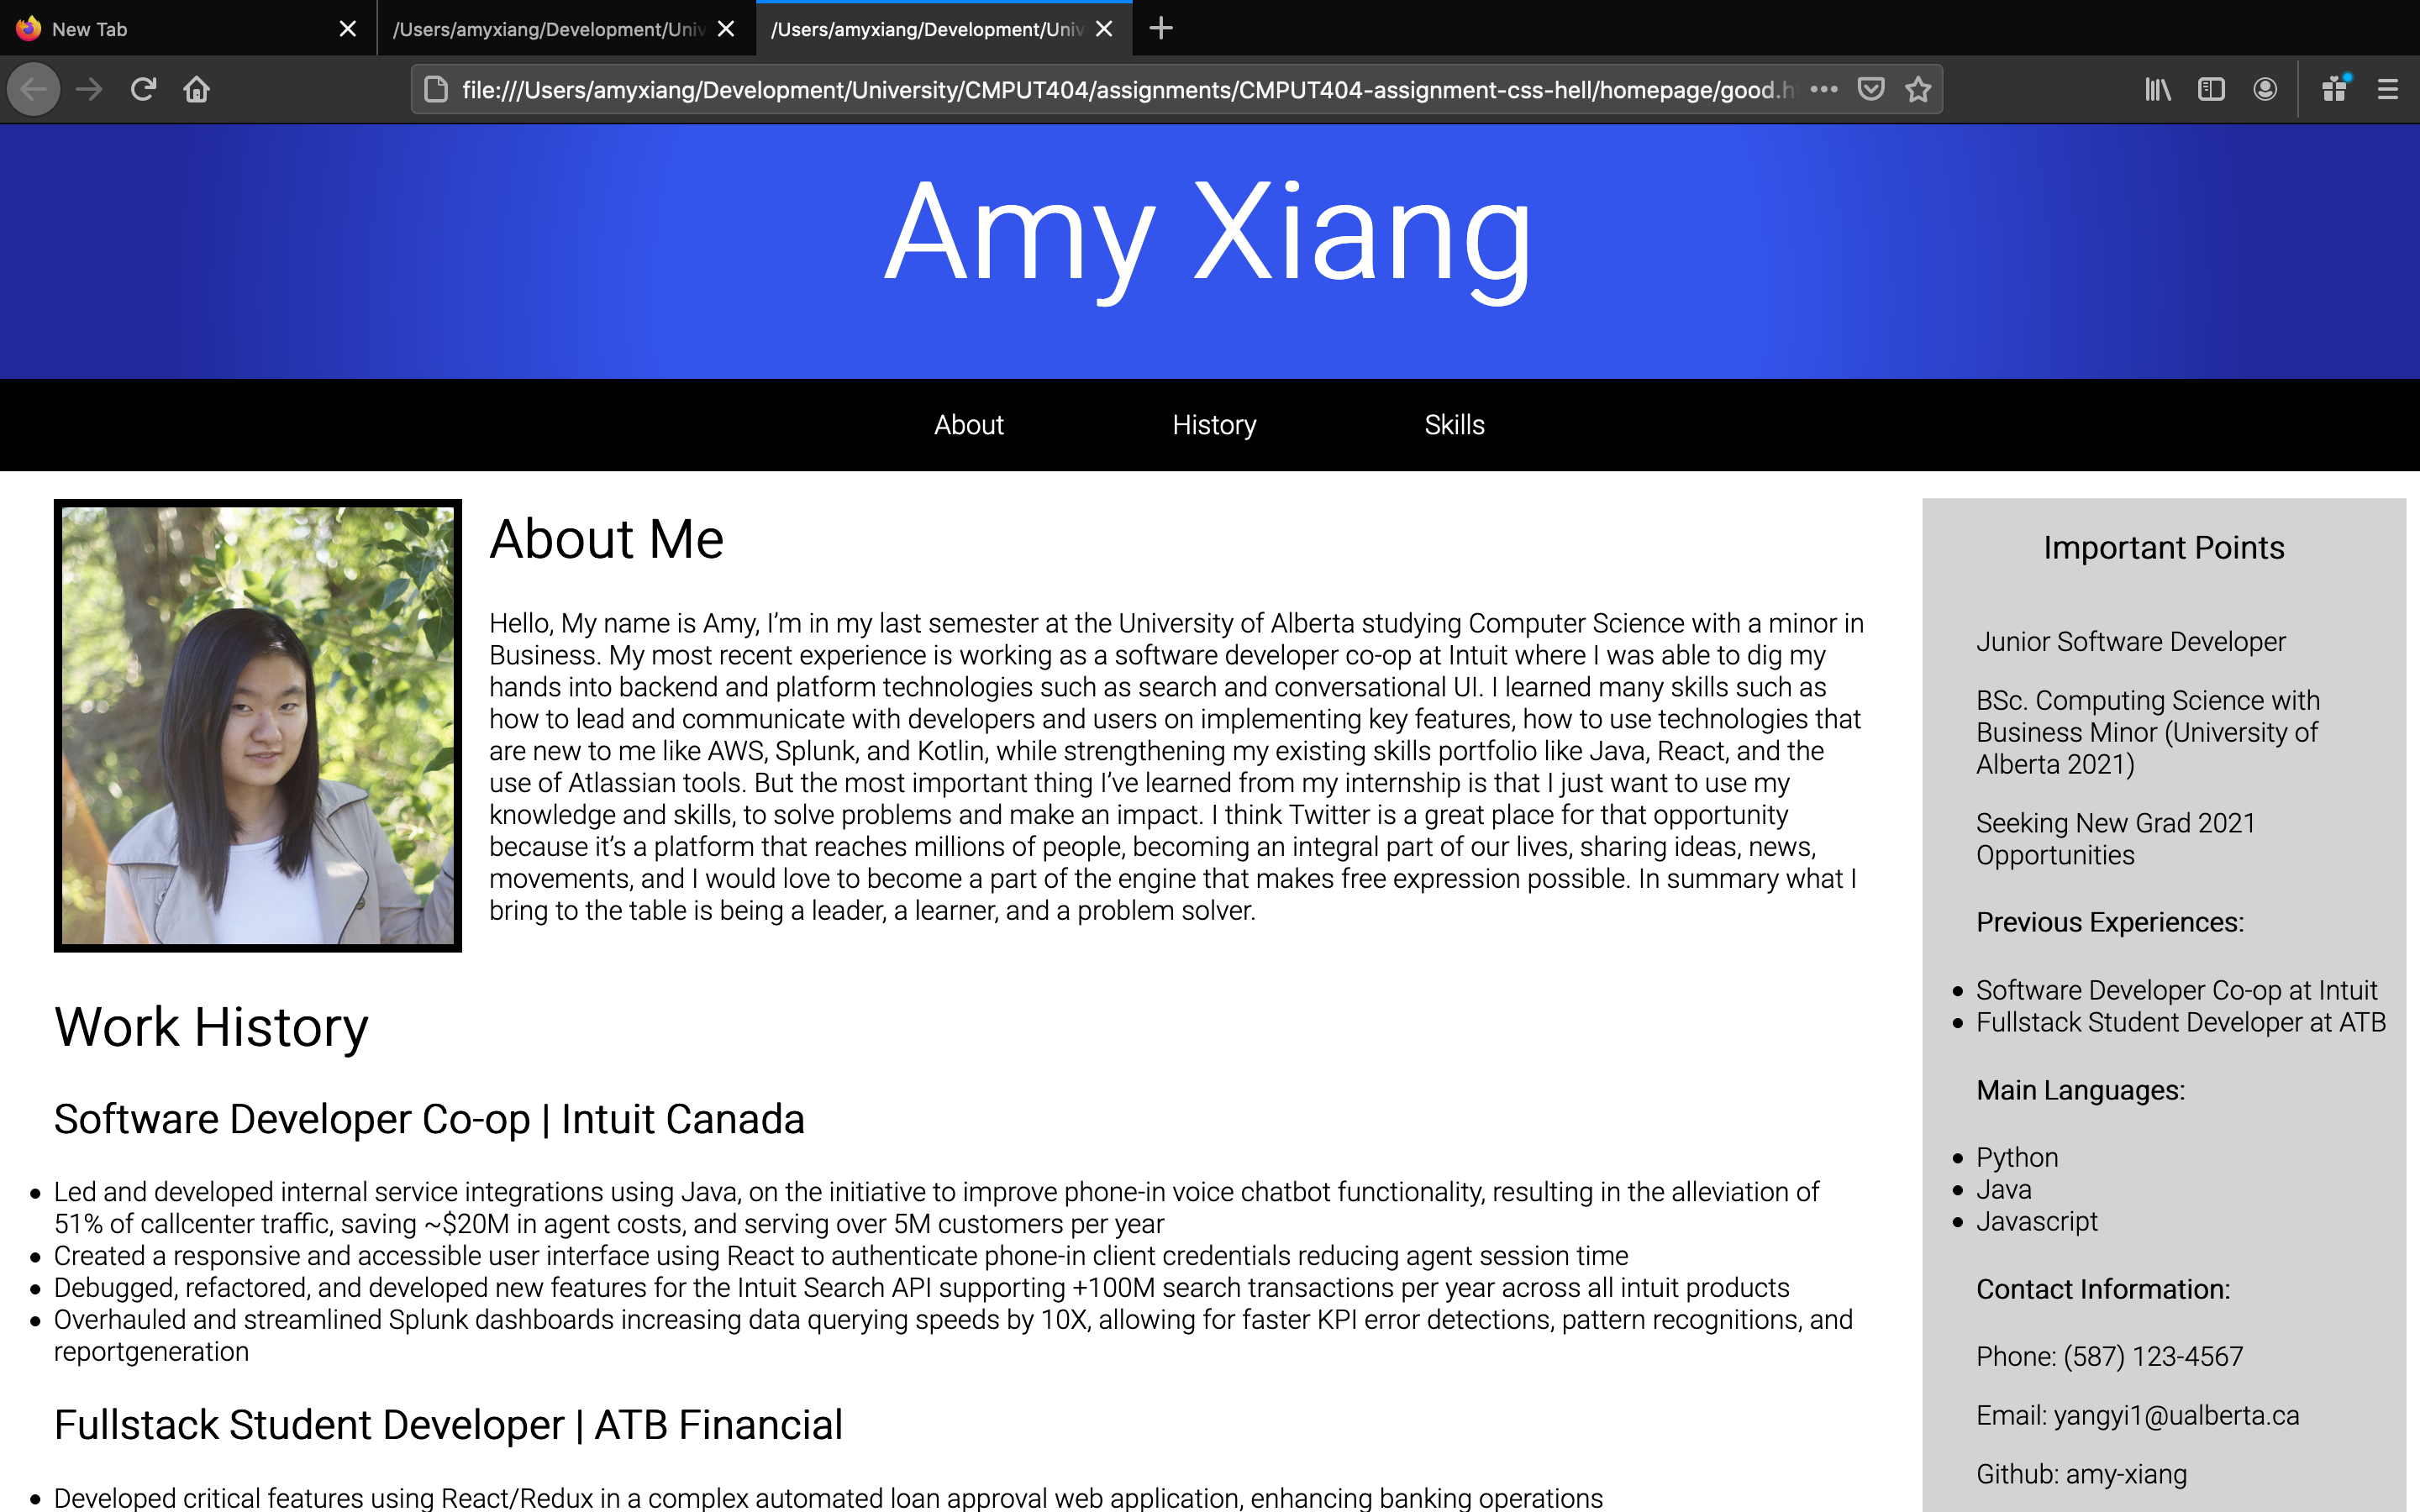 New Tab
/Users/amyxiang/Development/Univ
/Users/amyxiang/Development/Univ
file:///Users/amyxiang/Development/University/CMPUT404/assignments/CMPUT404-assignment-css-hell/homepage/good.h
Amy Xiang
About
History
Skills
About Me
Hello, My name is Amy, I’m in my last semester at the University of Alberta studying Computer Science with a minor in
Business. My most recent experience is working as a software developer co-op at Intuit where I was able to dig my
hands into backend and platform technologies such as search and conversational UI. I learned many skills such as
how to lead and communicate with developers and users on implementing key features, how to use technologies that
are new to me like AWS, Splunk, and Kotlin, while strengthening my existing skills portfolio like Java, React, and the
use of Atlassian tools. But the most important thing I’ve learned from my internship is that I just want to use my
knowledge and skills, to solve problems and make an impact. I think Twitter is a great place for that opportunity
because it’s a platform that reaches millions of people, becoming an integral part of our lives, sharing ideas, news,
movements, and I would love to become a part of the engine that makes free expression possible. In summary what I
bring to the table is being a leader, a learner, and a problem solver.
Work History
Software Developer Co-op | Intuit Canada
• Led and developed internal service integrations using Java, on the initiative to improve phone-in voice chatbot functionality, resulting in the alleviation of
51% of callcenter traffic, saving ~$20M in agent costs, and serving over 5M customers per year
• Created a responsive and accessible user interface using React to authenticate phone-in client credentials reducing agent session time
• Debugged, refactored, and developed new features for the Intuit Search API supporting +100M search transactions per year across all intuit products
• Overhauled and streamlined Splunk dashboards increasing data querying speeds by 10X, allowing for faster KPI error detections, pattern recognitions, and
reportgeneration
Fullstack Student Developer | ATB Financial
• Developed critical features using React/Redux in a complex automated loan approval web application, enhancing banking operations
Important Points
Junior Software Developer
BSc. Computing Science with
Business Minor (University of
Alberta 2021)
Seeking New Grad 2021
Opportunities
Previous Experiences:
• Software Developer Co-op at Intuit
• Fullstack Student Developer at ATB
Main Languages:
• Python
• Java
• Javascript
Contact Information:
Phone: (587) 123-4567
Email: yangyi1@ualberta.ca
Github: amy-xiang